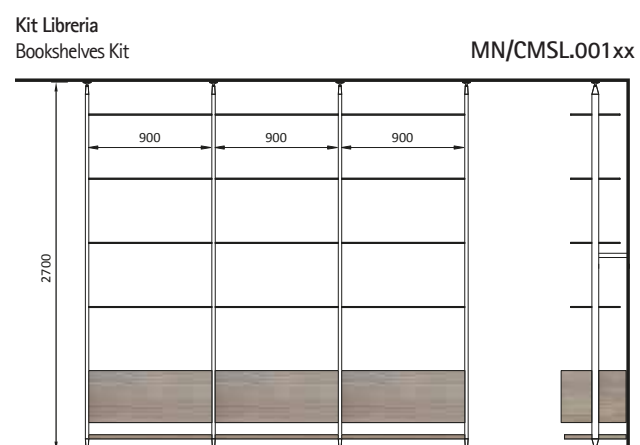 Kit Libreria
Bookshelves Kit
MN/CMSL.001xx
900 900 900
2700